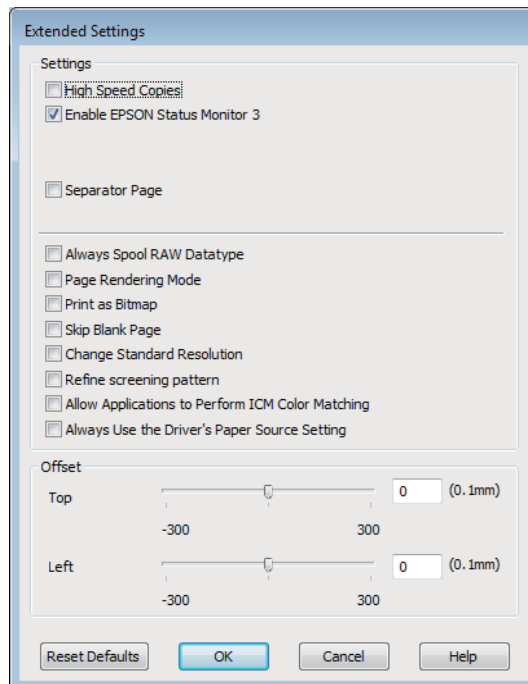 Extended Settings
Settings
High Speed Copies
Enable EPSON Status Monitor 3
Separator Page
Always Spool RAW Datatype
Page Rendering Mode
Print as Bitmap
Skip Blank Page
Change Standard Resolution
Refine screening pattern
Allow Applications to Perform ICM Color Matching
Always Use the Driver's Paper Source Setting
Offset
Top 0 (0.1mm)
-300 300
Left 0 (0.1mm)
-300 300
Reset Defaults OK Cancel Help